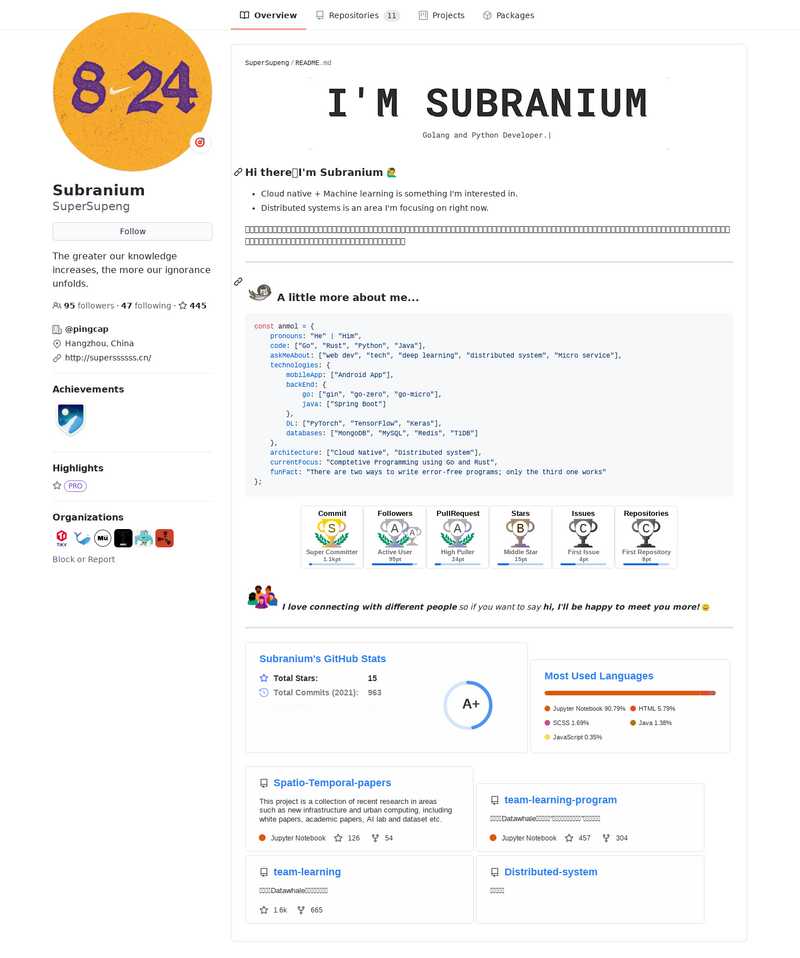 Overview
Repositories 11
Projects
Packages
8 24
Subranium
SuperSupeng
Follow
The greater our knowledge
increases, the more our ignorance
unfolds.
95 followers · 47 following · 445
@pingcap
Hangzhou, China
http://superssssss.cn/
Achievements
Highlights
PRO
Organizations
Block or Report
SuperSupeng / README.md
I'M SUBRANIUM
Golang and Python Developer.|
Hi there I'm Subranium
• Cloud native + Machine learning is something I'm interested in.
• Distributed systems is an area I'm focusing on right now.
A little more about me...
const anmol = {
pronouns: "He" | "Him",
code: ["Go", "Rust", "Python", "Java"],
askMeAbout: ["web dev", "tech", "deep learning", "distributed system", "Micro service"],
technologies: {
mobileApp: ["Android App"],
backEnd: {
go: ["gin", "go-zero", "go-micro"],
java: ["Spring Boot"]
},
DL: ["PyTorch", "TensorFlow", "Keras"],
databases: ["MongoDB", "MySQL", "Redis", "TiDB"]
},
architecture: ["Cloud Native", "Distributed system"],
currentFocus: "Comptetive Programming using Go and Rust",
funFact: "There are two ways to write error-free programs; only the third one works"
};
Commit
S
Super Committer
1.1kpt
Followers
A
A
Active User
95pt
PullRequest
A
High Puller
24pt
Stars
B
Middle Star
15pt
Issues
C
First Issue
4pt
Repositories
C
First Repository
8pt
I love connecting with different people so if you want to say hi, I'll be happy to meet you more!
Subranium's GitHub Stats
Total Stars: 15
Total Commits (2021): 963
A+
Most Used Languages
Jupyter Notebook 90.79%
HTML 5.79%
SCSS 1.69%
Java 1.38%
JavaScript 0.35%
Spatio-Temporal-papers
This project is a collection of recent research in areas
such as new infrastructure and urban computing, including
white papers, academic papers, AI lab and dataset etc.
Jupyter Notebook 126 54
team-learning-program
Datawhale
Jupyter Notebook 457 304
team-learning
Datawhale
1.6k 665
Distributed-system